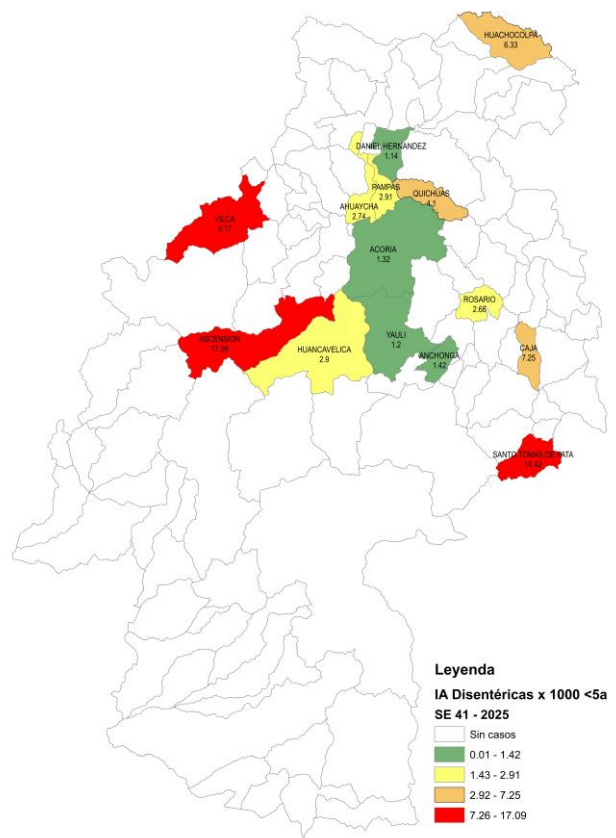 HUACHOCOLPA
6.33
DANIEL HERNANDEZ
1.14
PAMPAS
2.91
QUICHUAS
4.1
AHUAYCHA
2.74
VILCA
ACORIA
1.32
ROSARIO
2.66
ASCENSION
17.09
HUANCAVELICA
2.9
YAULI
1.2
ANCHONGA
1.42
CAJA
7.25
SANTO TOMAS DE PATA
10.42
Leyenda
IA Disentéricas x 1000 <5a
SE 41 - 2025
Sin casos
0.01 - 1.42
1.43 - 2.91
2.92 - 7.25
7.26 - 17.09